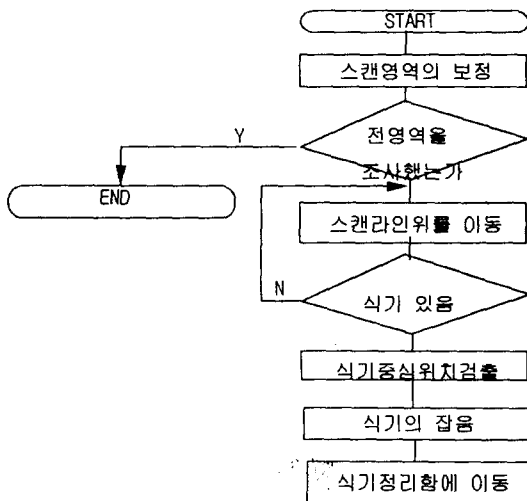 START
스캔영역의 보정
전영역을
조사했는가
Y
END
스캔라인위를 이동
식기 있음
N
식기중심위치검출
식기의 잡음
식기정리함에 이동